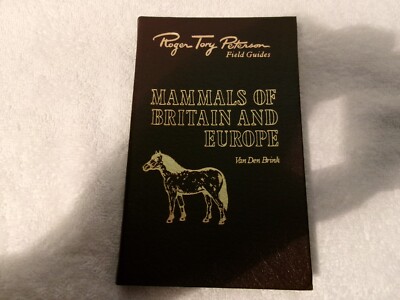 Roger Tory Peterson
Field Guides
MAMMALS OF
BRITAIN AND
EUROPE
Van Den Brink